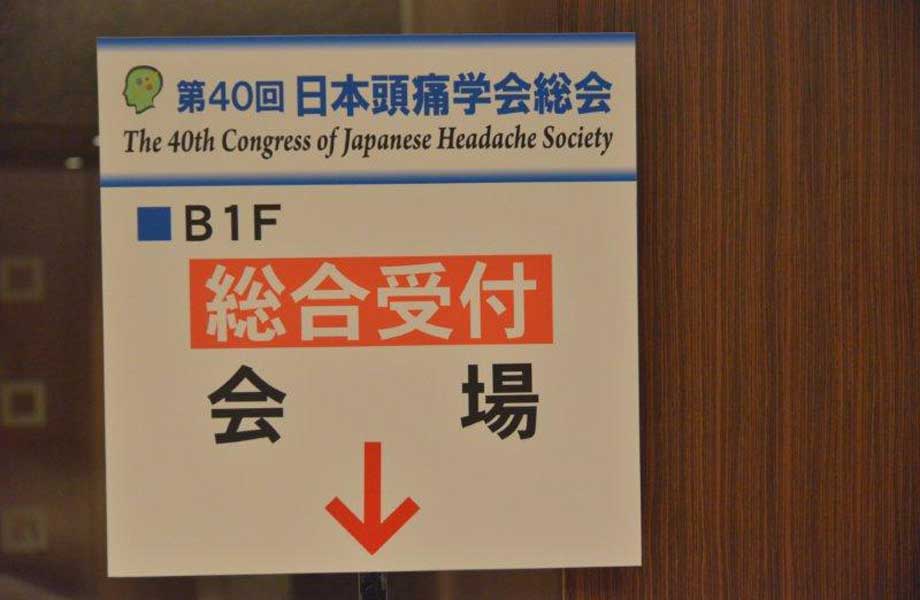 第40回 日本頭痛学会総会
The 40th Congress of Japanese Headache Society
■B1F
総合受付
会 場
↓